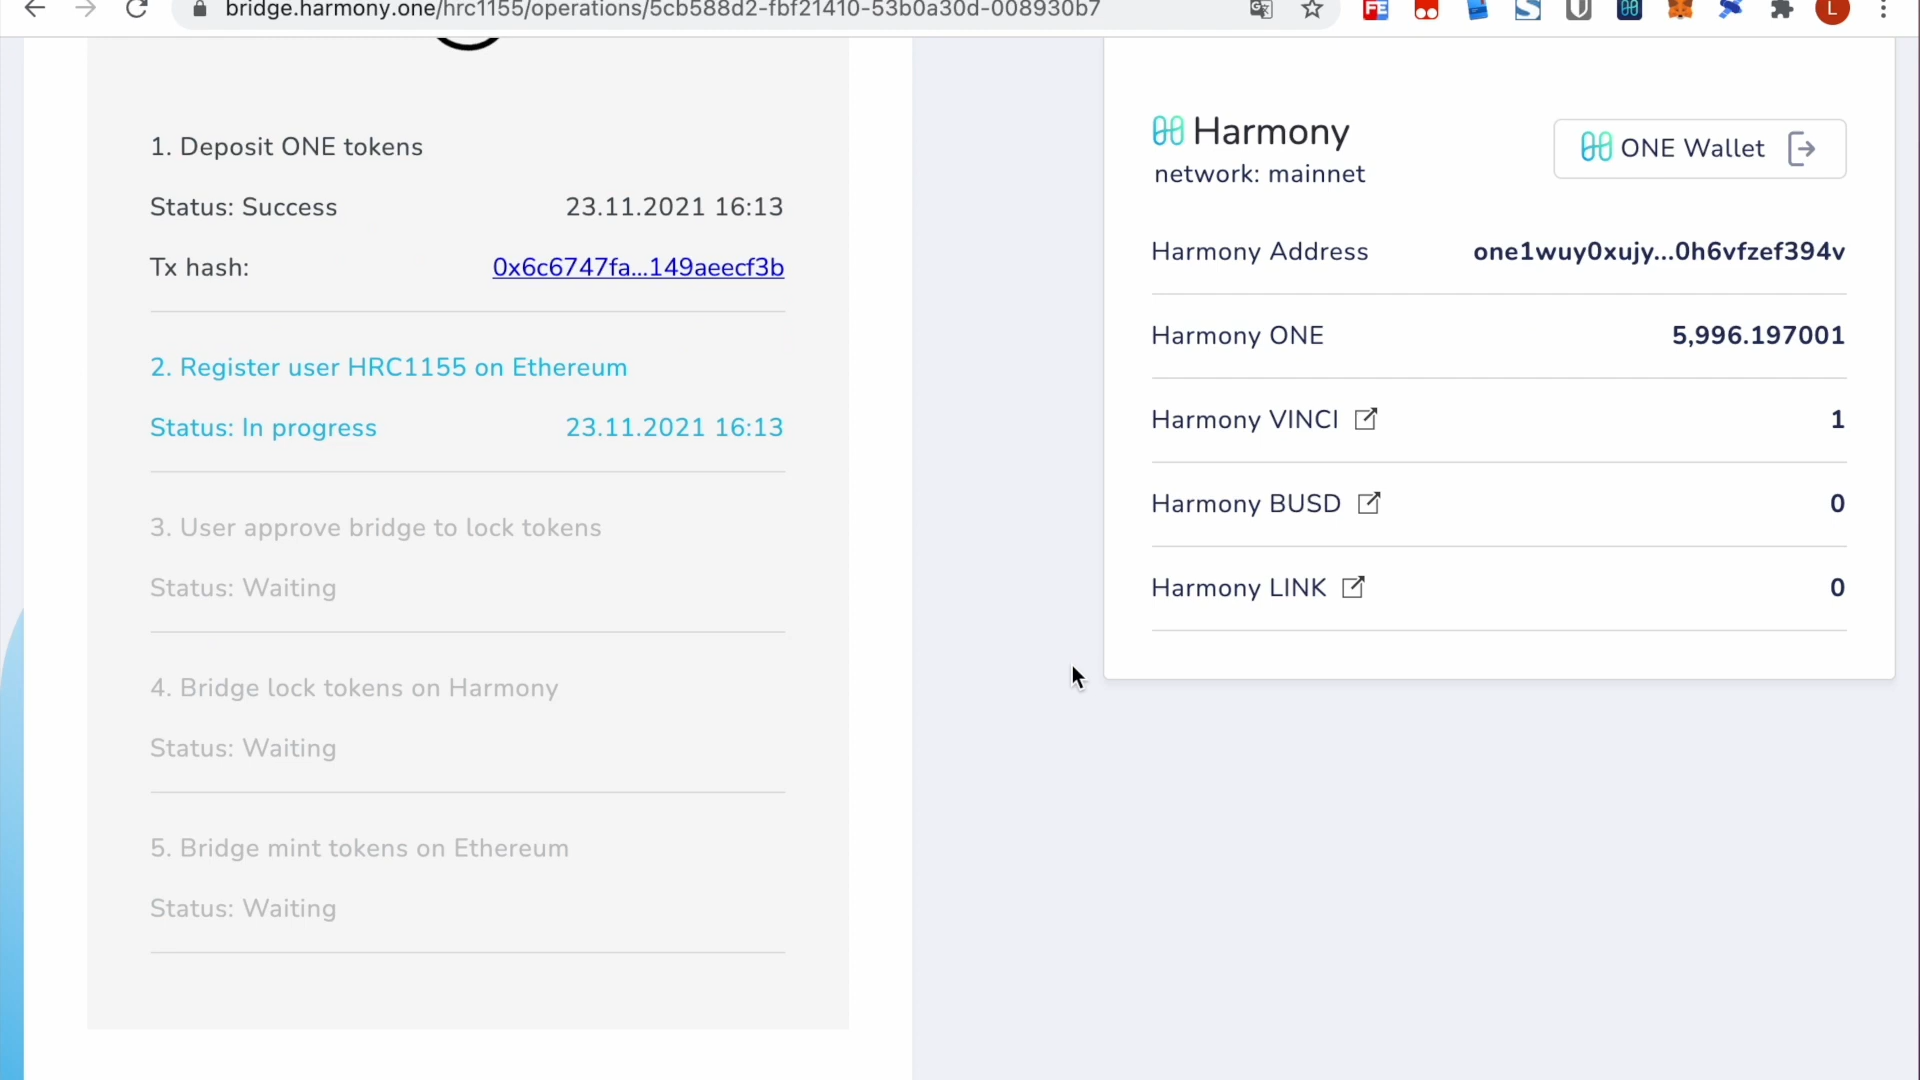 bridge.harmony.one/hrc1155/operations/5cb588d2-fbf21410-53b0a30d-008930b7
FE
L
1. Deposit ONE tokens
Status: Success 23.11.2021 16:13
Tx hash: 0x6c6747fa...149aeecf3b
2. Register user HRC1155 on Ethereum
Status: In progress 23.11.2021 16:13
3. User approve bridge to lock tokens
Status: Waiting
4. Bridge lock tokens on Harmony
Status: Waiting
5. Bridge mint tokens on Ethereum
Status: Waiting
Harmony
network: mainnet
ONE Wallet
Harmony Address one1wuy0xujy...0h6vfzef394v
Harmony ONE 5,996.197001
Harmony VINCI 1
Harmony BUSD 0
Harmony LINK 0